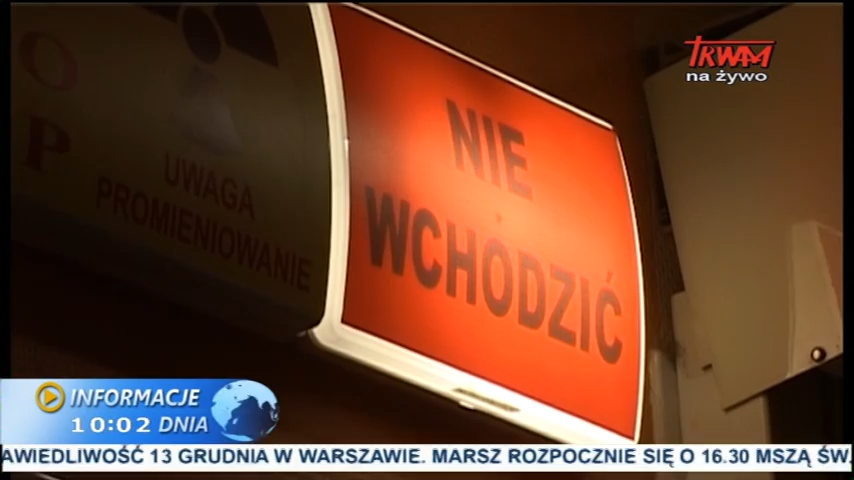 OP
UWAGA
PROMIENIOWANIE
NIE
WCHODZIĆ
TRWAM
na żywo
INFORMACJE
10:02 DNIA
AWIEDLIWOŚĆ 13 GRUDNIA W WARSZAWIE. MARSZ ROZPOCZNIE SIĘ O 16.30 MSZĄ ŚW.